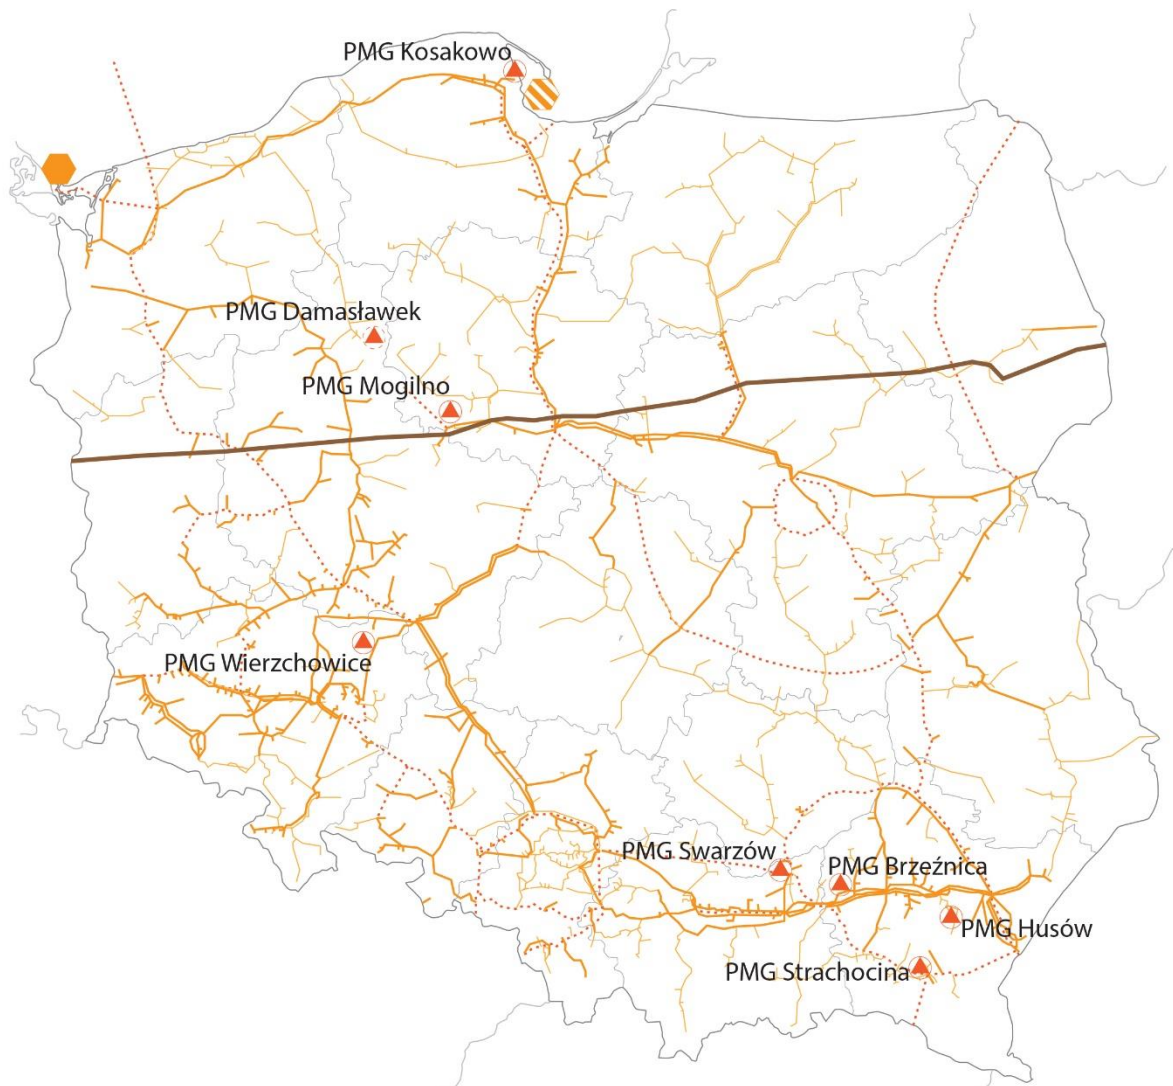 PMG Kosakowo
PMG Damasławek
PMG Mogilno
PMG Wierzchowice
PMG Swarzów
PMG Brzeźnica
PMG Husów
PMG Strachocina